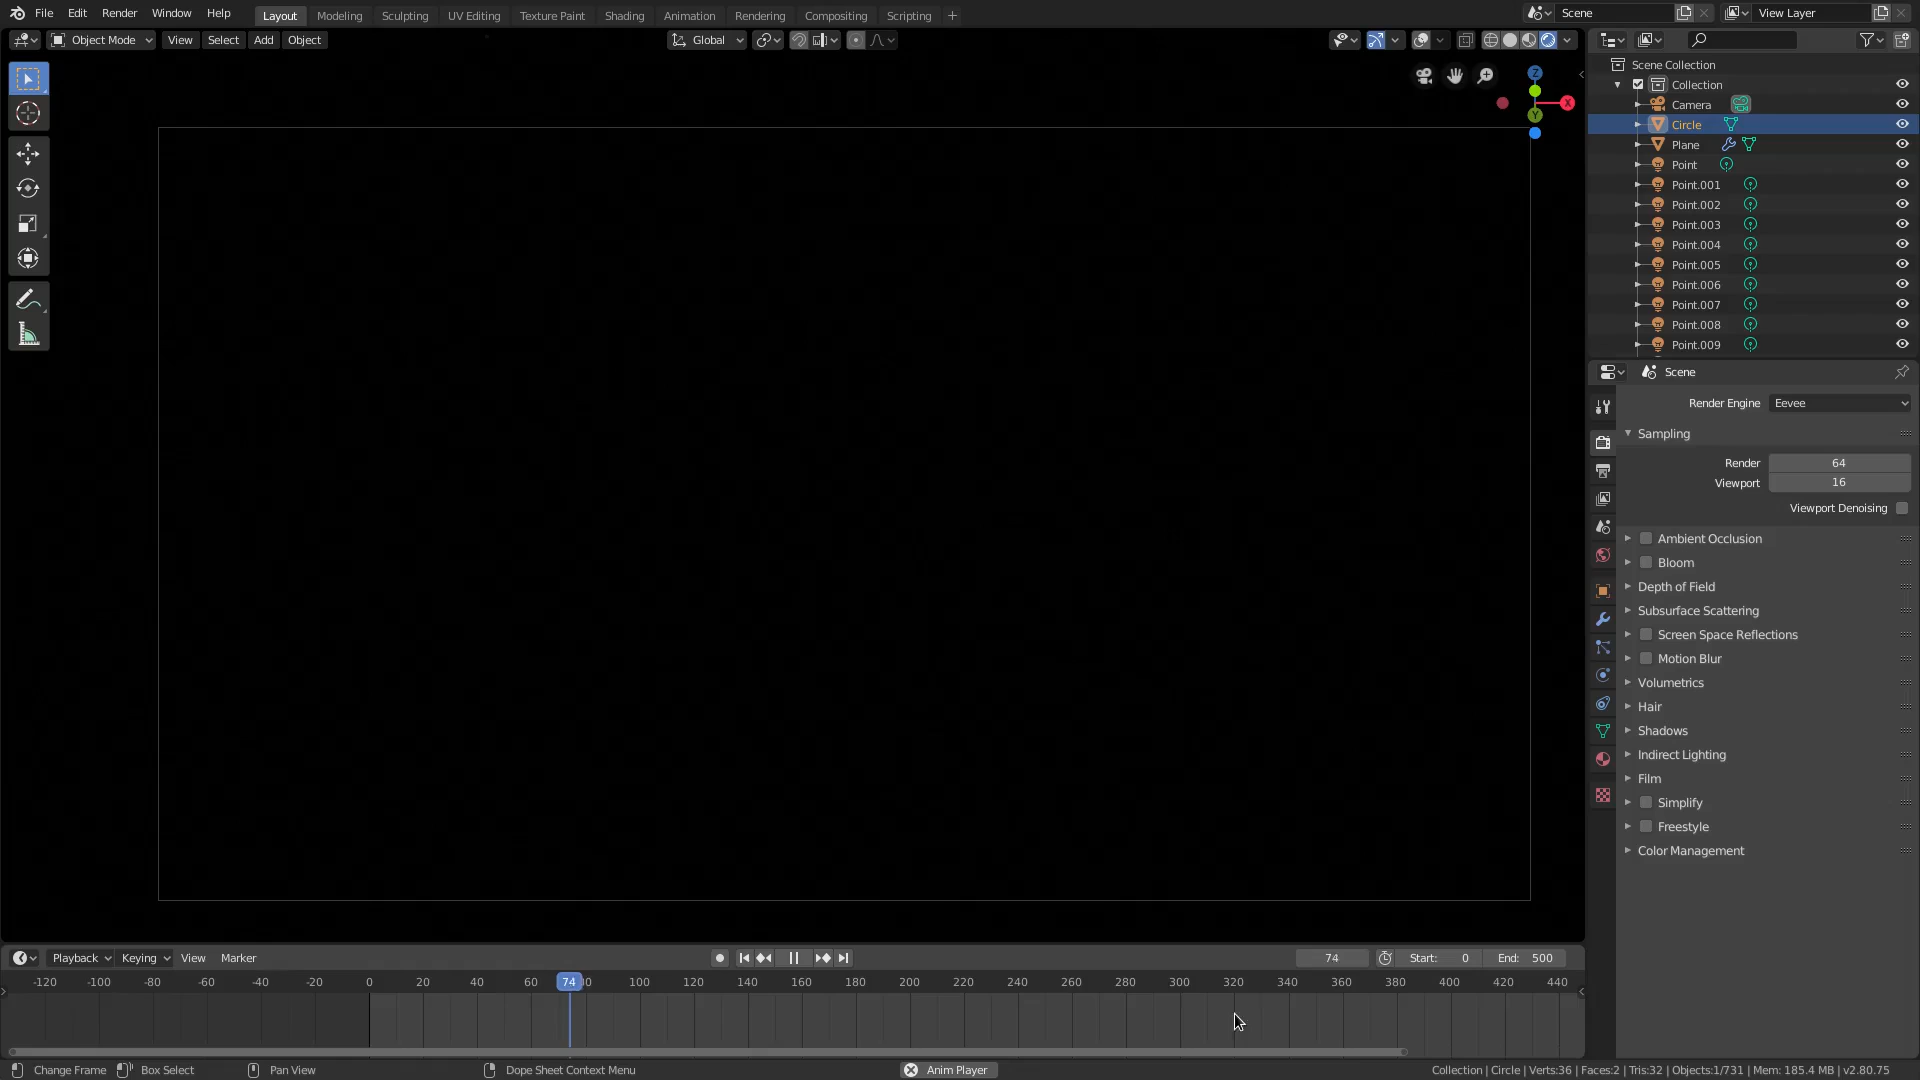 File Edit Render Window Help Layout Modeling Sculpting UV Editing Texture Paint Shading Animation Rendering Compositing Scripting + Scene View Layer
Object Mode View Select Add Object Global
Z
X
Y
Scene Collection
Collection
Camera
Circle
Plane
Point
Point.001
Point.002
Point.003
Point.004
Point.005
Point.006
Point.007
Point.008
Point.009
Scene
Render Engine Eevee
Sampling
Render 64
Viewport 16
Viewport Denoising
Ambient Occlusion
Bloom
Depth of Field
Subsurface Scattering
Screen Space Reflections
Motion Blur
Volumetrics
Hair
Shadows
Indirect Lighting
Film
Simplify
Freestyle
Color Management
Playback Keying View Marker 74 Start: 0 End: 500
-120 -100 -80 -60 -40 -20 0 20 40 60 74 100 120 140 160 180 200 220 240 260 280 300 320 340 360 380 400 420 440
Change Frame Box Select Pan View Dope Sheet Context Menu Anim Player Collection | Circle | Verts:36 | Faces:2 | Tris:32 | Objects:1/731 | Mem: 185.4 MB | v2.80.75